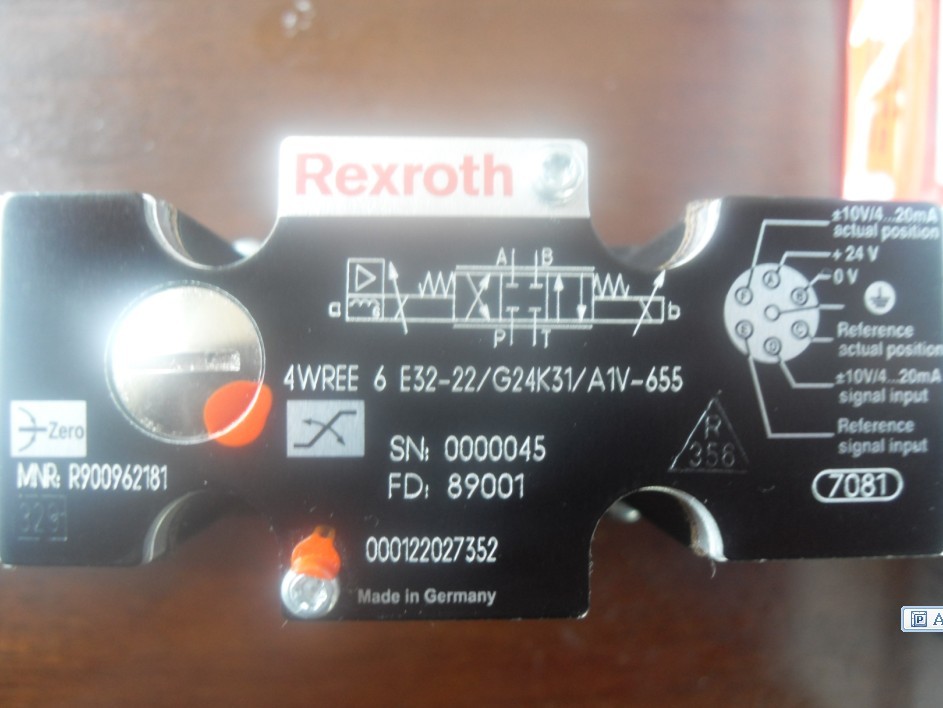 Rexroth
±10V/4...20mA
actual position
+ 24 V
0 V
A B
a b
P T
Reference
actual position
±10V/4...20mA
signal input
Reference
signal input
4WREE 6 E32-22/G24K31/A1V-655
Zero
SN: 0000045
R
356
MNR: R900962181
FD: 89001
7081
329
000122027352
Made in Germany